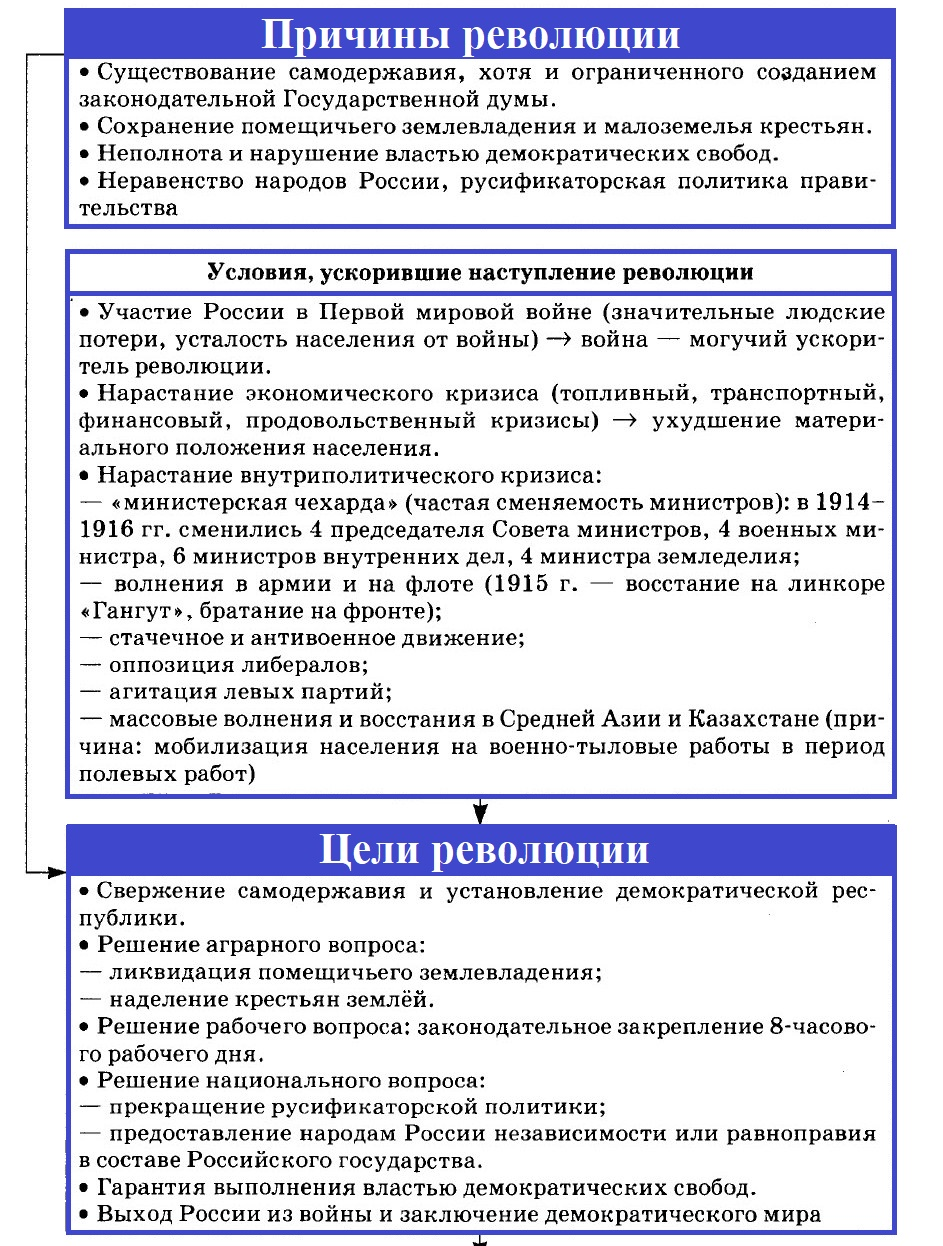 Причины революции
• Существование самодержавия, хотя и ограниченного созданием
законодательной Государственной думы.
• Сохранение помещичьего землевладения и малоземелья крестьян.
• Неполнота и нарушение властью демократических свобод.
• Неравенство народов России, русификаторская политика прави-
тельства
Условия, ускорившие наступление революции
• Участие России в Первой мировой войне (значительные людские
потери, усталость населения от войны) → война — могучий ускори-
тель революции.
• Нарастание экономического кризиса (топливный, транспортный,
финансовый, продовольственный кризисы) → ухудшение матери-
ального положения населения.
• Нарастание внутриполитического кризиса:
— «министерская чехарда» (частая сменяемость министров): в 1914–
1916 гг. сменились 4 председателя Совета министров, 4 военных ми-
нистра, 6 министров внутренних дел, 4 министра земледелия;
— волнения в армии и на флоте (1915 г. — восстание на линкоре
«Гангут», братание на фронте);
— стачечное и антивоенное движение;
— оппозиция либералов;
— агитация левых партий;
— массовые волнения и восстания в Средней Азии и Казахстане (при-
чина: мобилизация населения на военно-тыловые работы в период
полевых работ)
Цели революции
• Свержение самодержавия и установление демократической рес-
публики.
• Решение аграрного вопроса:
— ликвидация помещичьего землевладения;
— наделение крестьян землёй.
• Решение рабочего вопроса: законодательное закрепление 8-часово-
го рабочего дня.
• Решение национального вопроса:
— прекращение русификаторской политики;
— предоставление народам России независимости или равноправия
в составе Российского государства.
• Гарантия выполнения властью демократических свобод.
• Выход России из войны и заключение демократического мира